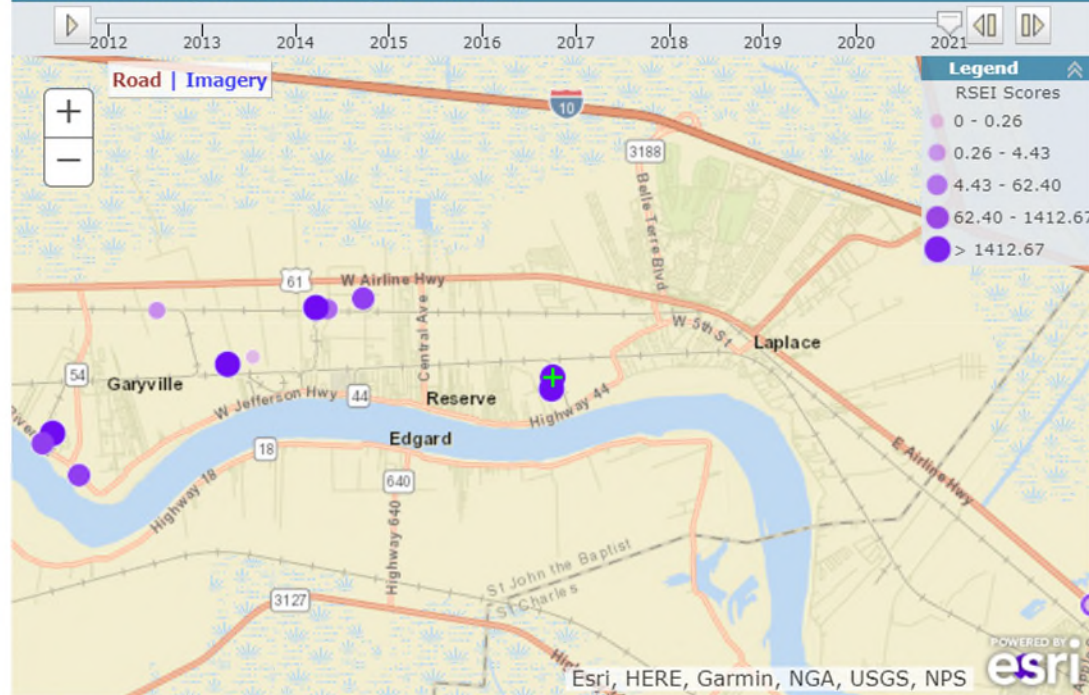 2012 2013 2014 2015 2016 2017 2018 2019 2020 2021
Road | Imagery
Legend
RSEI Scores
0 - 0.26
0.26 - 4.43
4.43 - 62.40
62.40 - 1412.67
> 1412.67
+
−
10
3188
Belle Terre Blvd
61
W Airline Hwy
Central Ave
W 5th St
Laplace
54
Garyville
W Jefferson Hwy
44
Reserve
Highway 44
River
Edgard
18
Highway 18
640
Highway 640
E Airline Hwy
St John the Baptist
St Charles
3127
POWERED BY
esri
Esri, HERE, Garmin, NGA, USGS, NPS